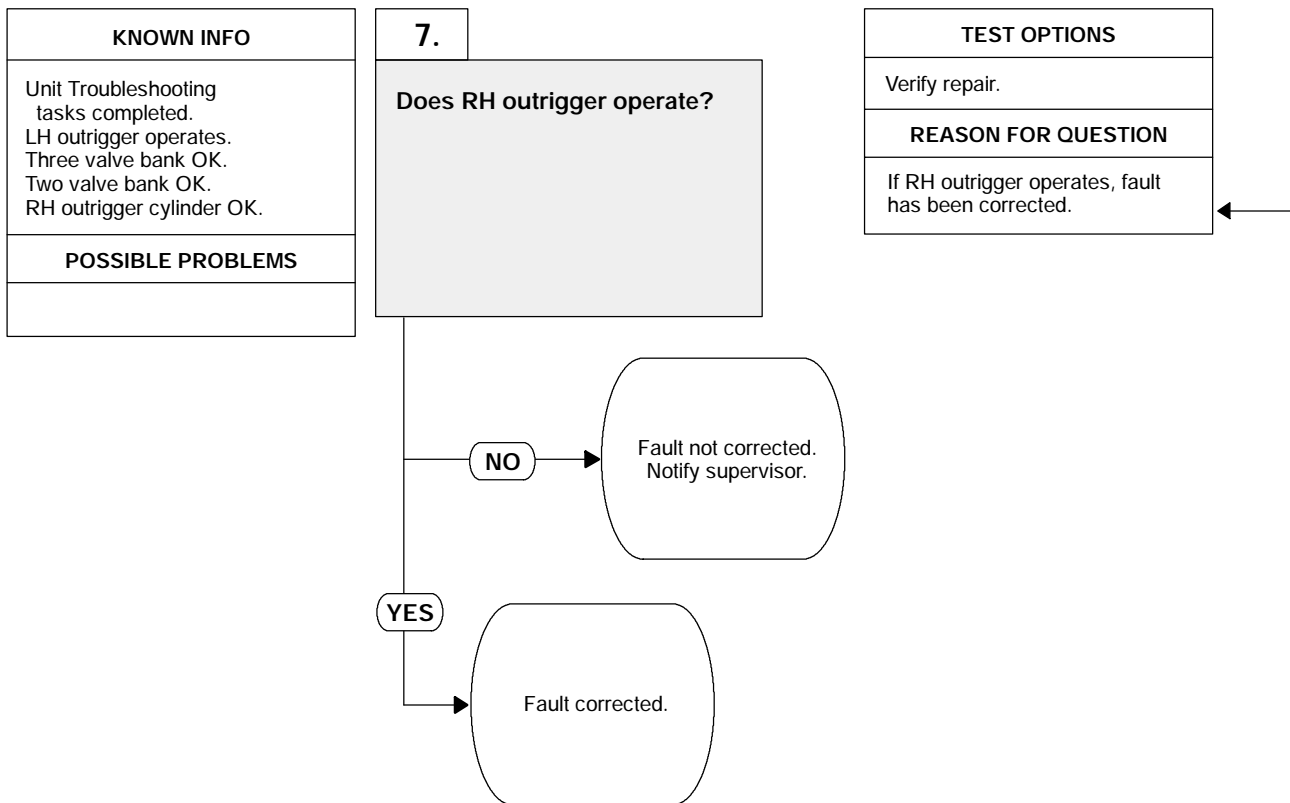 KNOWN INFO
Unit Troubleshooting
tasks completed.
LH outrigger operates.
Three valve bank OK.
Two valve bank OK.
RH outrigger cylinder OK.
POSSIBLE PROBLEMS
7.
Does RH outrigger operate?
TEST OPTIONS
Verify repair.
REASON FOR QUESTION
If RH outrigger operates, fault
has been corrected.
NO
Fault not corrected.
Notify supervisor.
YES
Fault corrected.